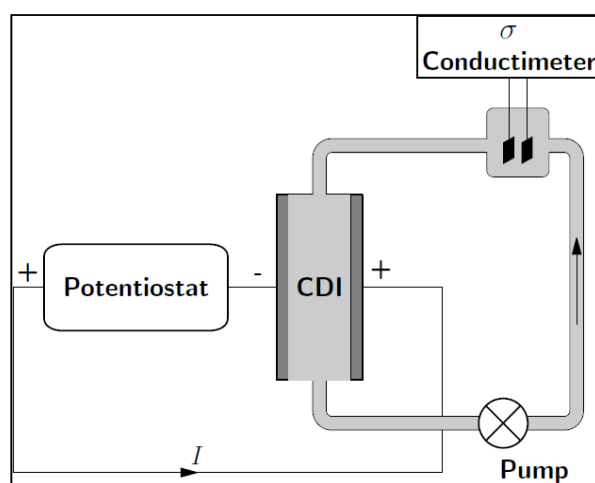 σ
Conductimeter
+
Potentiostat
-
CDI
+
I
Pump